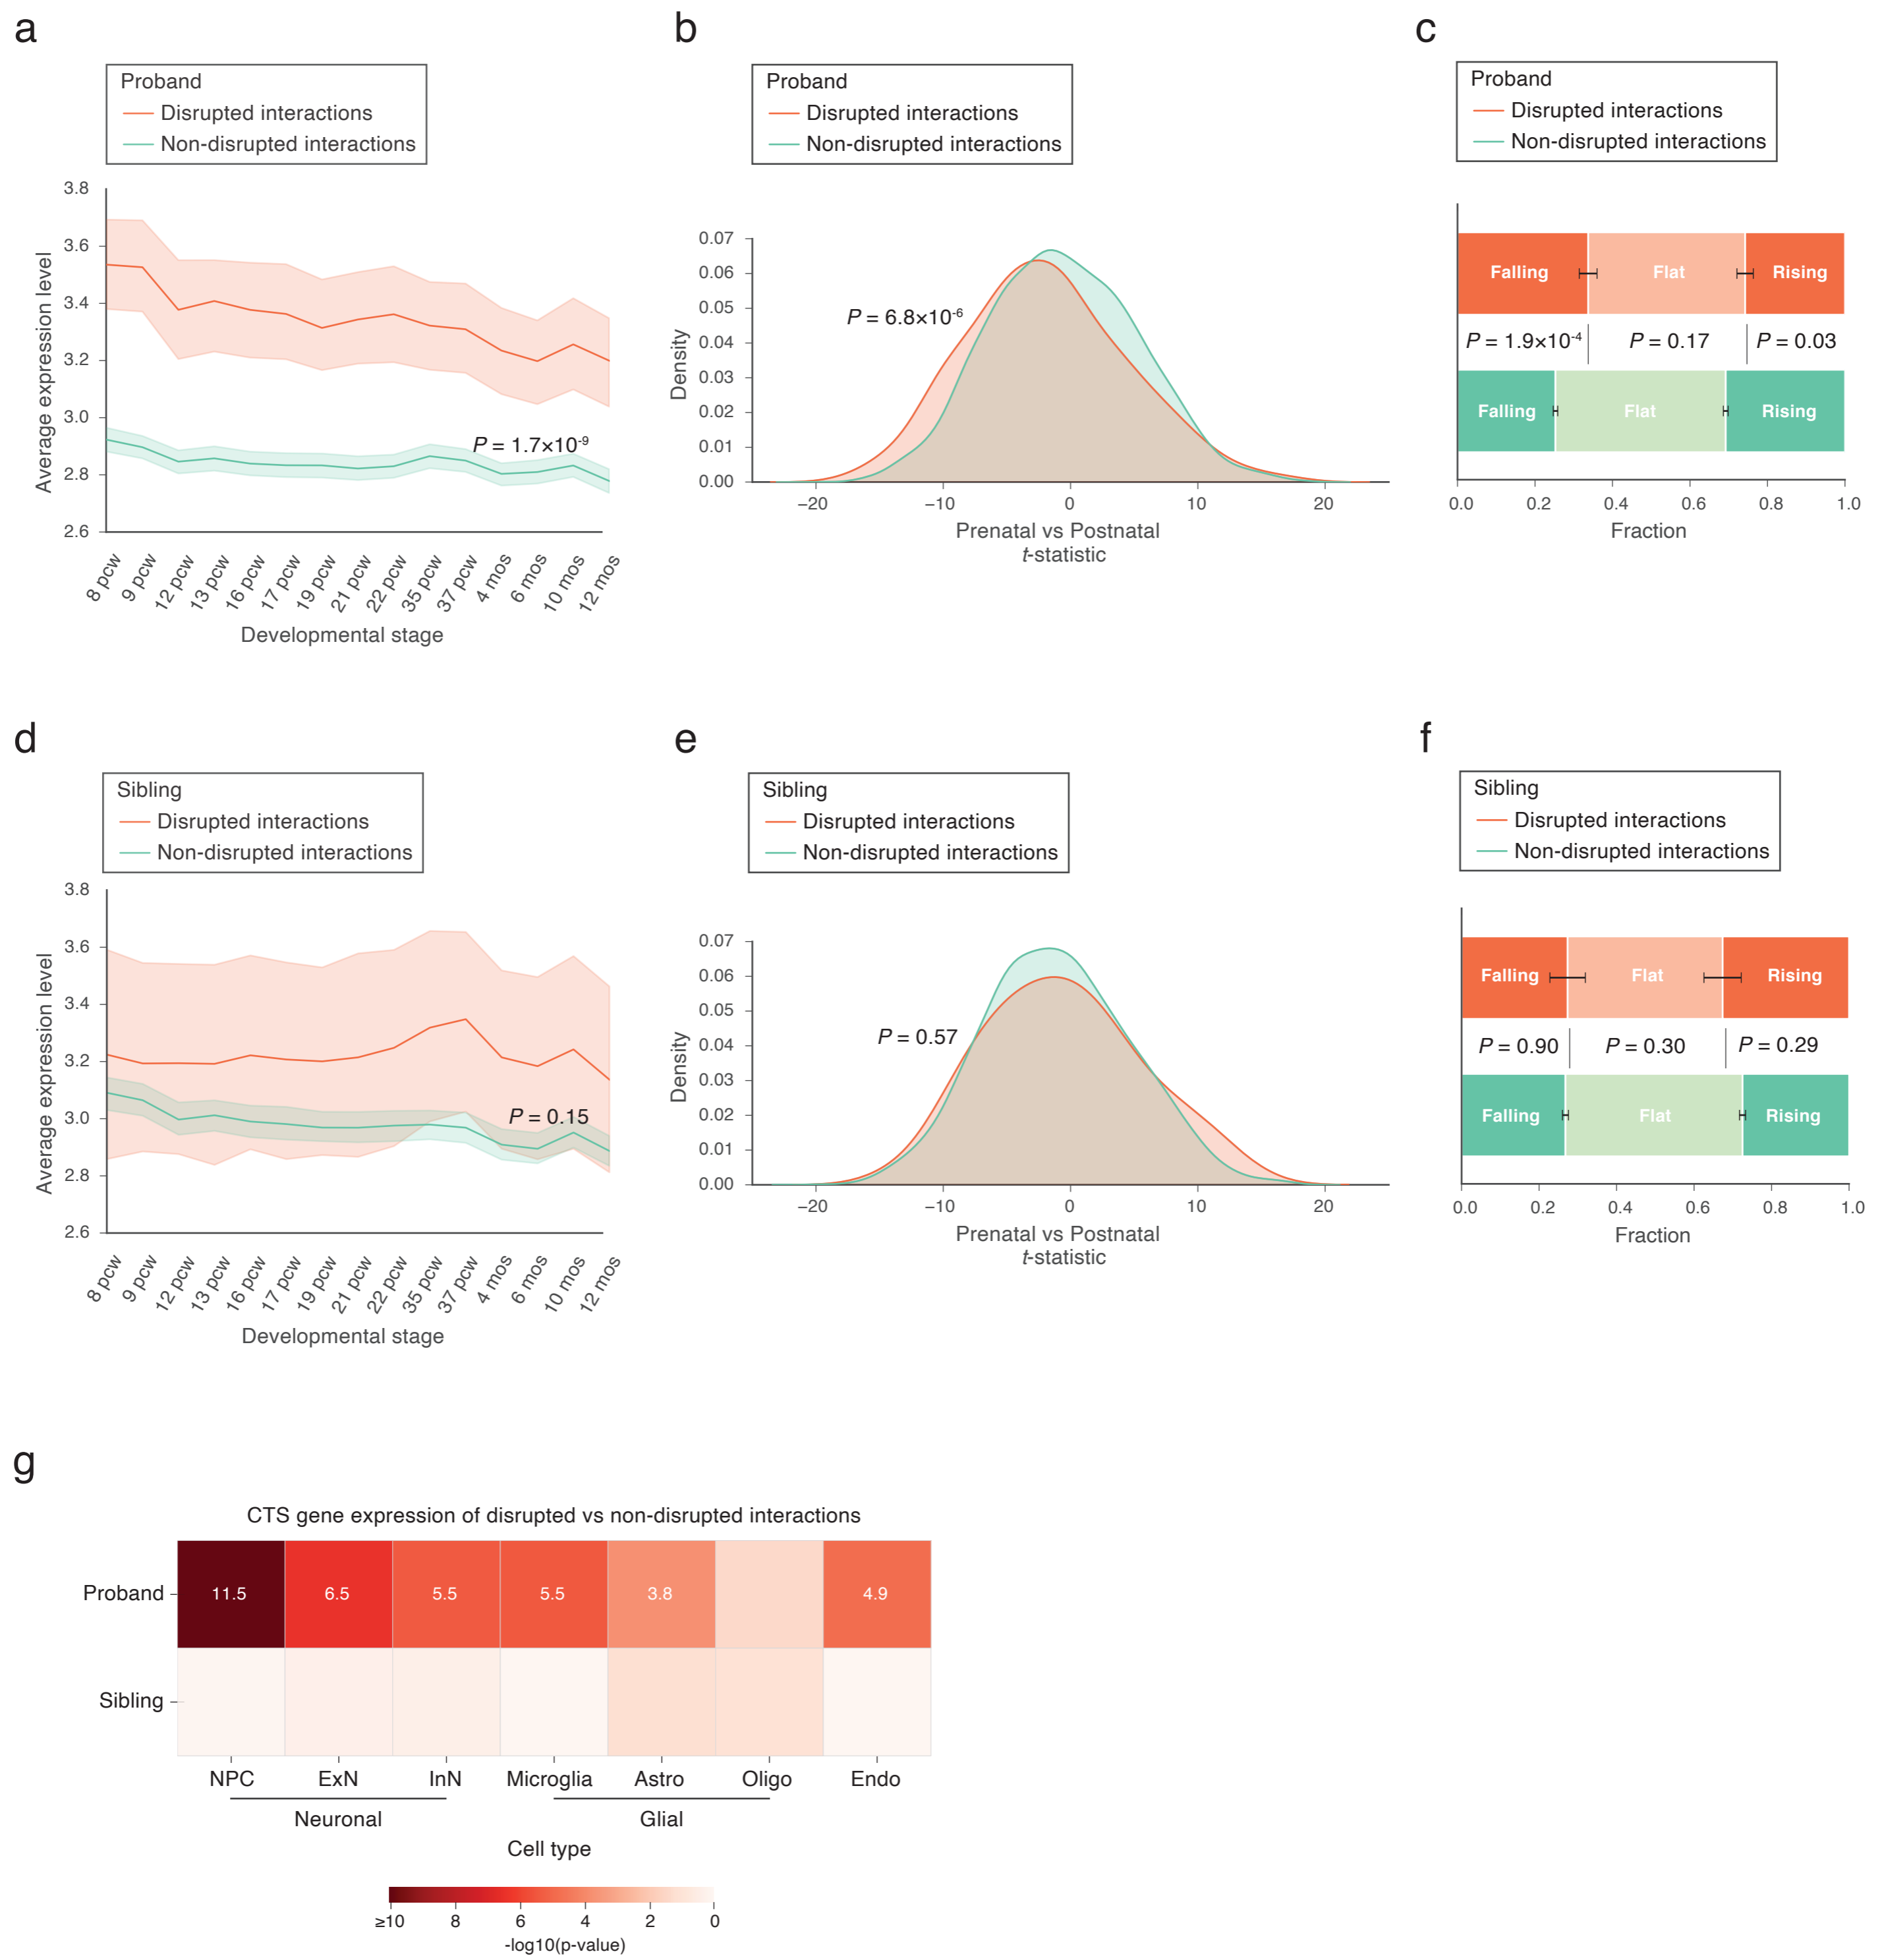 a
Proband
Disrupted interactions
Non-disrupted interactions
3.8
3.6
3.4
3.2
3.0
2.8
2.6
Average expression level
P = 1.7×10-9
8 pcw
9 pcw
12 pcw
13 pcw
16 pcw
17 pcw
19 pcw
21 pcw
22 pcw
35 pcw
37 pcw
4 mos
6 mos
10 mos
12 mos
Developmental stage
b
Proband
Disrupted interactions
Non-disrupted interactions
0.07
0.06
0.05
0.04
0.03
0.02
0.01
0.00
Density
P = 6.8×10-6
−20
−10
0
10
20
Prenatal vs Postnatal
t-statistic
c
Proband
Disrupted interactions
Non-disrupted interactions
Falling
Flat
Rising
P = 1.9×10-4
P = 0.17
P = 0.03
Falling
Flat
Rising
0.0
0.2
0.4
0.6
0.8
1.0
Fraction
d
Sibling
Disrupted interactions
Non-disrupted interactions
3.8
3.6
3.4
3.2
3.0
2.8
2.6
Average expression level
P = 0.15
8 pcw
9 pcw
12 pcw
13 pcw
16 pcw
17 pcw
19 pcw
21 pcw
22 pcw
35 pcw
37 pcw
4 mos
6 mos
10 mos
12 mos
Developmental stage
e
Sibling
Disrupted interactions
Non-disrupted interactions
0.07
0.06
0.05
0.04
0.03
0.02
0.01
0.00
Density
P = 0.57
−20
−10
0
10
20
Prenatal vs Postnatal
t-statistic
f
Sibling
Disrupted interactions
Non-disrupted interactions
Falling
Flat
Rising
P = 0.90
P = 0.30
P = 0.29
Falling
Flat
Rising
0.0
0.2
0.4
0.6
0.8
1.0
Fraction
g
CTS gene expression of disrupted vs non-disrupted interactions
Proband
11.5
6.5
5.5
5.5
3.8
4.9
Sibling
NPC
ExN
InN
Microglia
Astro
Oligo
Endo
Neuronal
Glial
Cell type
≥10
8
6
4
2
0
-log10(p-value)